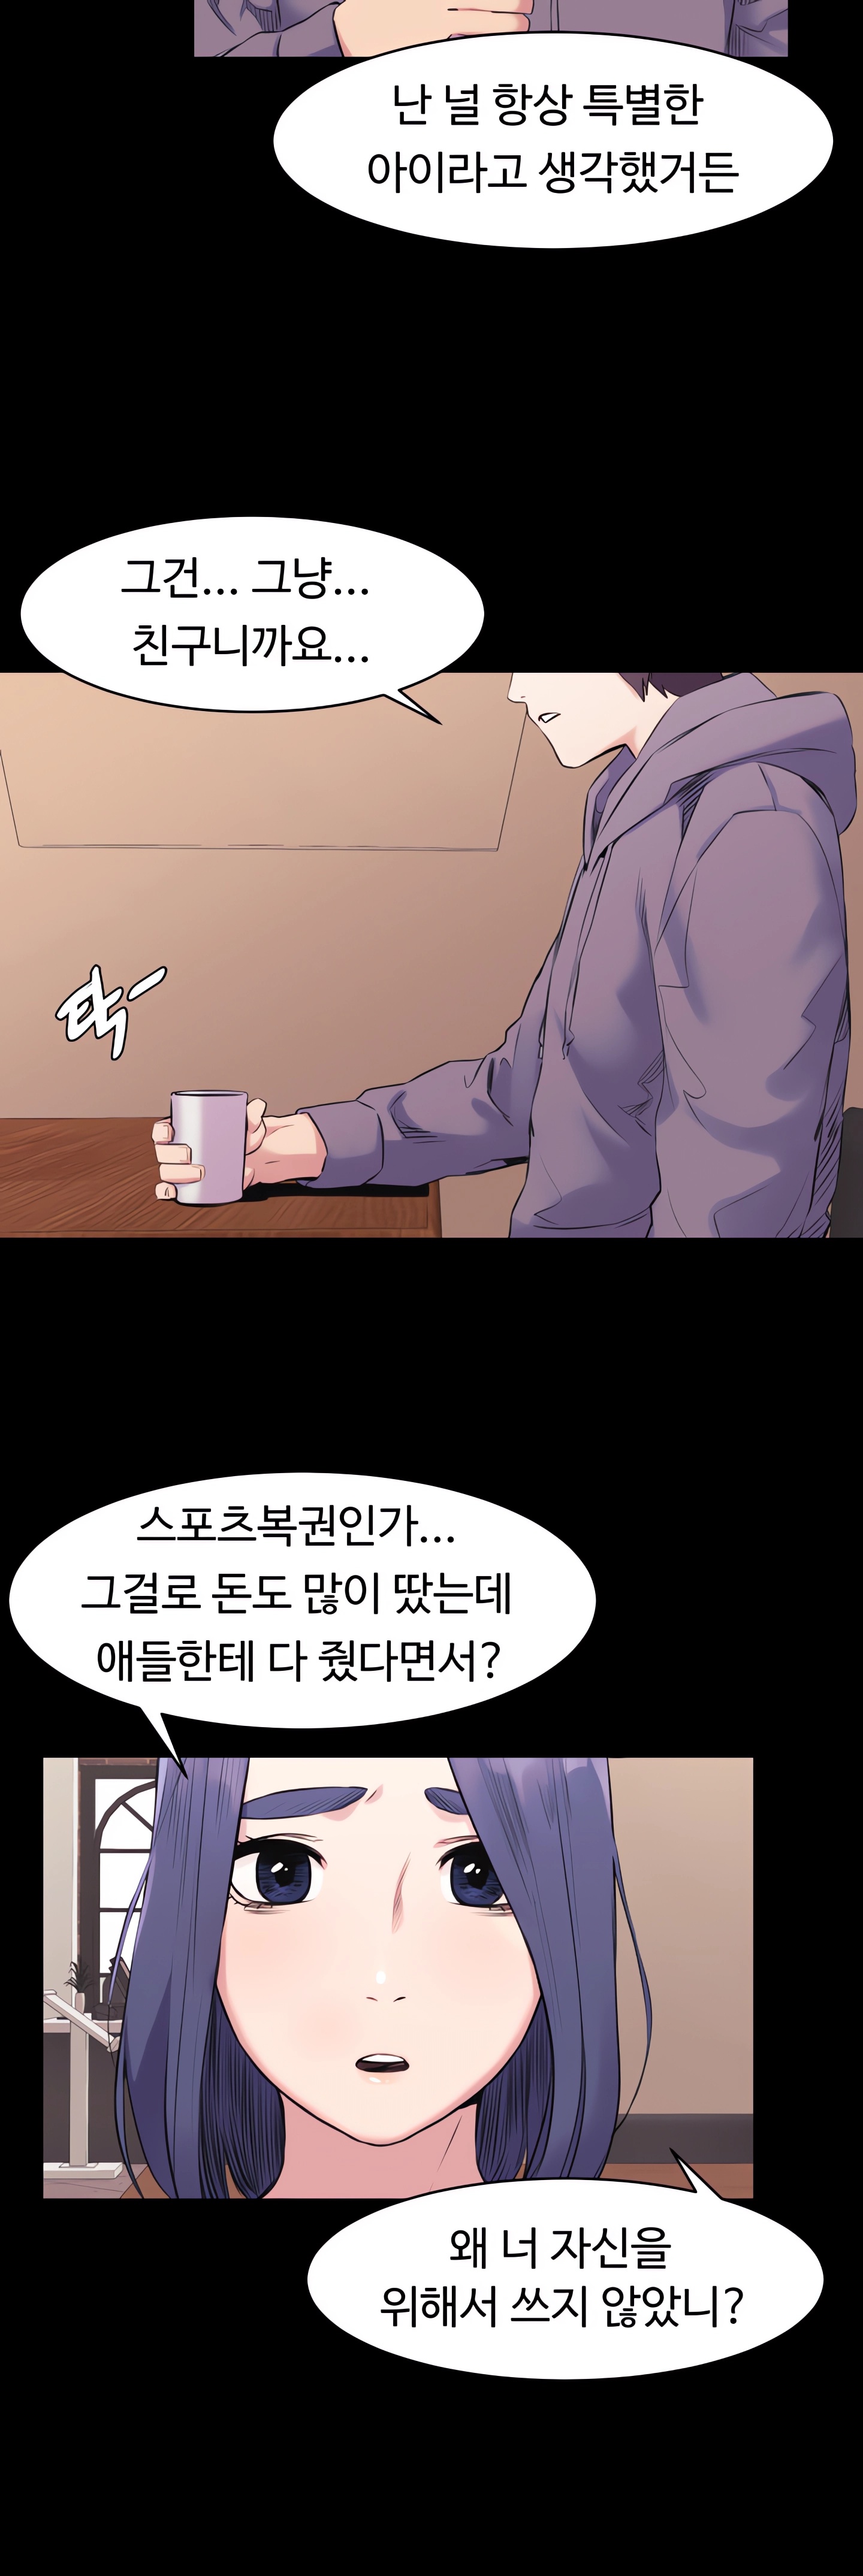 난 널 항상 특별한
아이라고 생각했거든
그건... 그냥...
친구니까요...
탁-
스포츠복권인가...
그걸로 돈도 많이 땄는데
애들한테 다 줬다면서?
왜 너 자신을
위해서 쓰지 않았니?